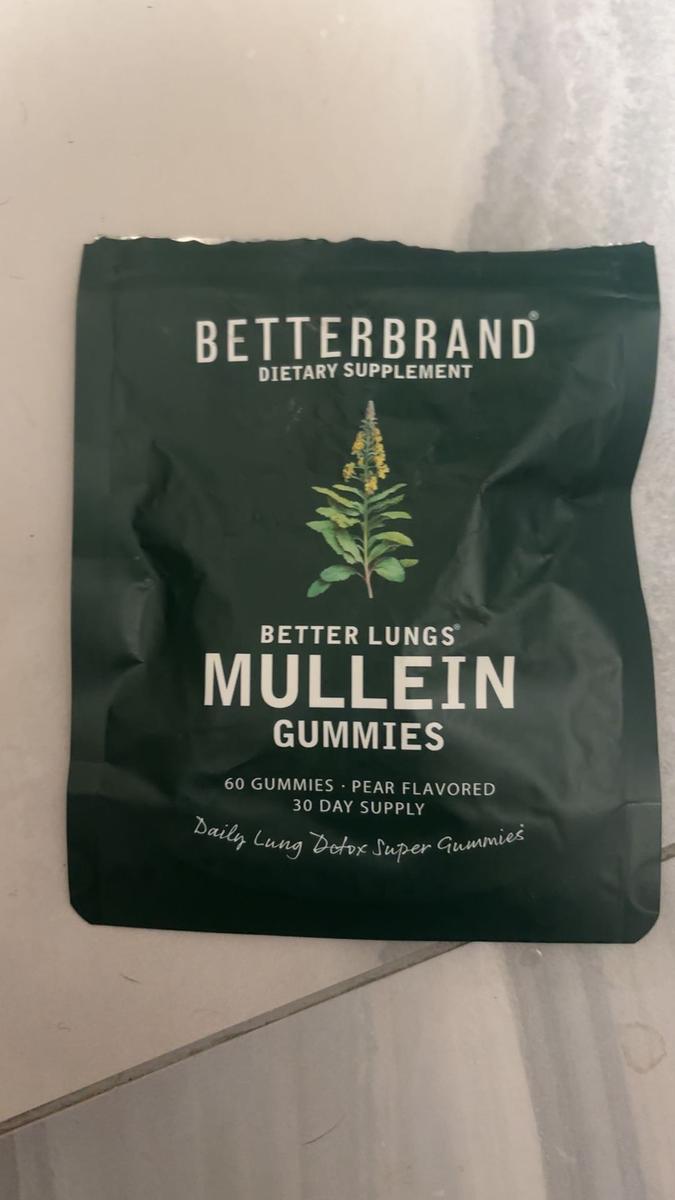 BETTERBRAND®
DIETARY SUPPLEMENT
BETTER LUNGS®
MULLEIN
GUMMIES
60 GUMMIES · PEAR FLAVORED
30 DAY SUPPLY
Daily Lung Detox Super Gummies